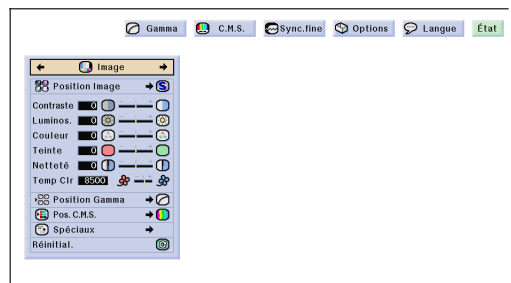 Gamma C.M.S. Sync.fine Options Langue État
Image
Position Image S
Contraste 0
Luminos. 0
Couleur 0
Teinte 0
Netteté 0
Temp Clr 8500
Position Gamma
Pos. C.M.S.
Spéciaux
Réinitial.